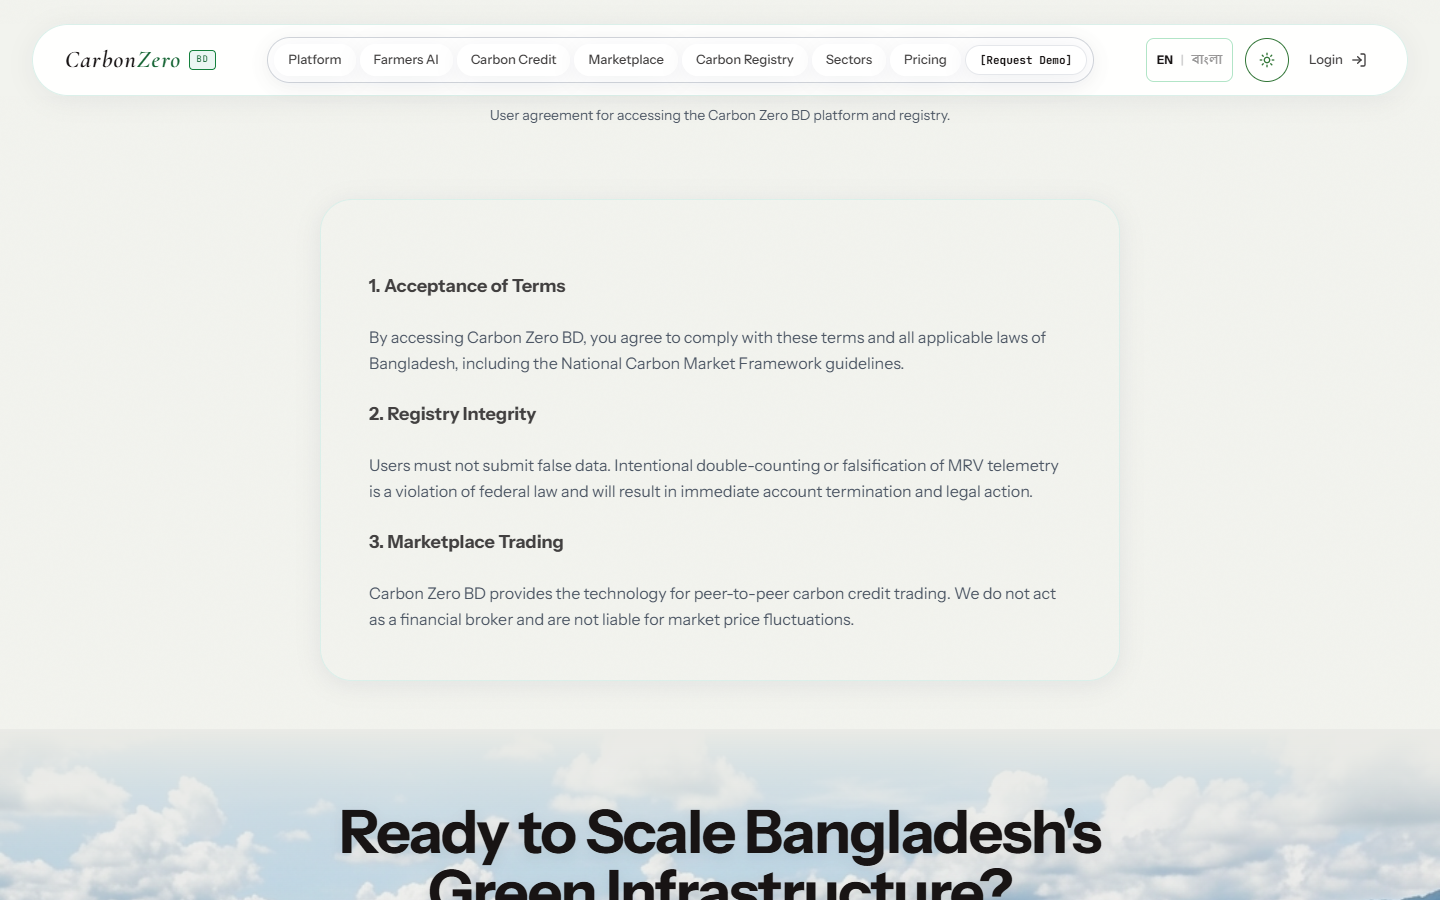 CarbonZero BD
Platform
Farmers AI
Carbon Credit
Marketplace
Carbon Registry
Sectors
Pricing
[Request Demo]
EN | বাংলা
Login
User agreement for accessing the Carbon Zero BD platform and registry.
1. Acceptance of Terms
By accessing Carbon Zero BD, you agree to comply with these terms and all applicable laws of
Bangladesh, including the National Carbon Market Framework guidelines.
2. Registry Integrity
Users must not submit false data. Intentional double-counting or falsification of MRV telemetry
is a violation of federal law and will result in immediate account termination and legal action.
3. Marketplace Trading
Carbon Zero BD provides the technology for peer-to-peer carbon credit trading. We do not act
as a financial broker and are not liable for market price fluctuations.
Ready to Scale Bangladesh's
Green Infrastructure?